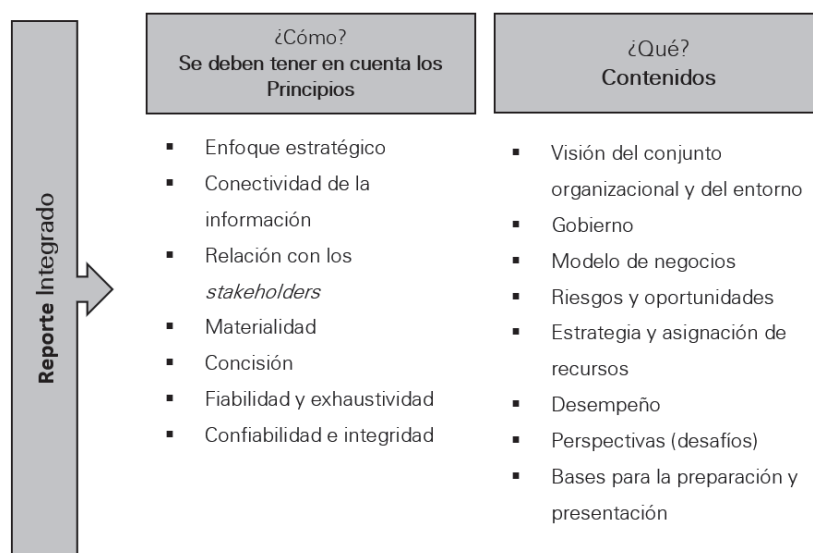 Reporte Integrado
¿Cómo?
Se deben tener en cuenta los
Principios
▪ Enfoque estratégico
▪ Conectividad de la
información
▪ Relación con los
stakeholders
▪ Materialidad
▪ Concisión
▪ Fiabilidad y exhaustividad
▪ Confiabilidad e integridad
¿Qué?
Contenidos
▪ Visión del conjunto
organizacional y del entorno
▪ Gobierno
▪ Modelo de negocios
▪ Riesgos y oportunidades
▪ Estrategia y asignación de
recursos
▪ Desempeño
▪ Perspectivas (desafíos)
▪ Bases para la preparación y
presentación